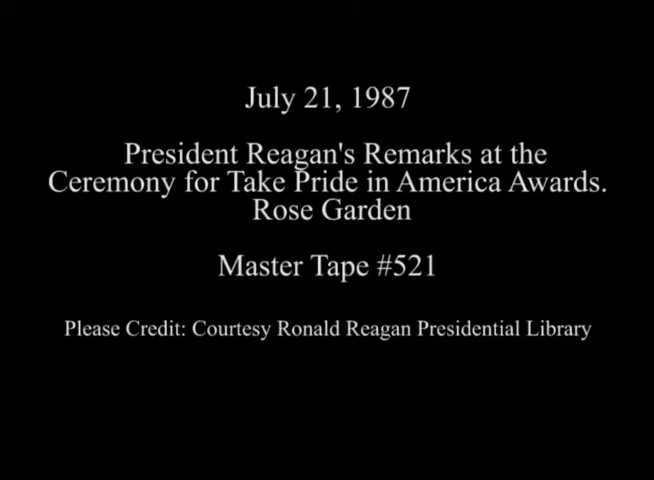 July 21, 1987
President Reagan's Remarks at the
Ceremony for Take Pride in America Awards.
Rose Garden
Master Tape #521
Please Credit: Courtesy Ronald Reagan Presidential Library